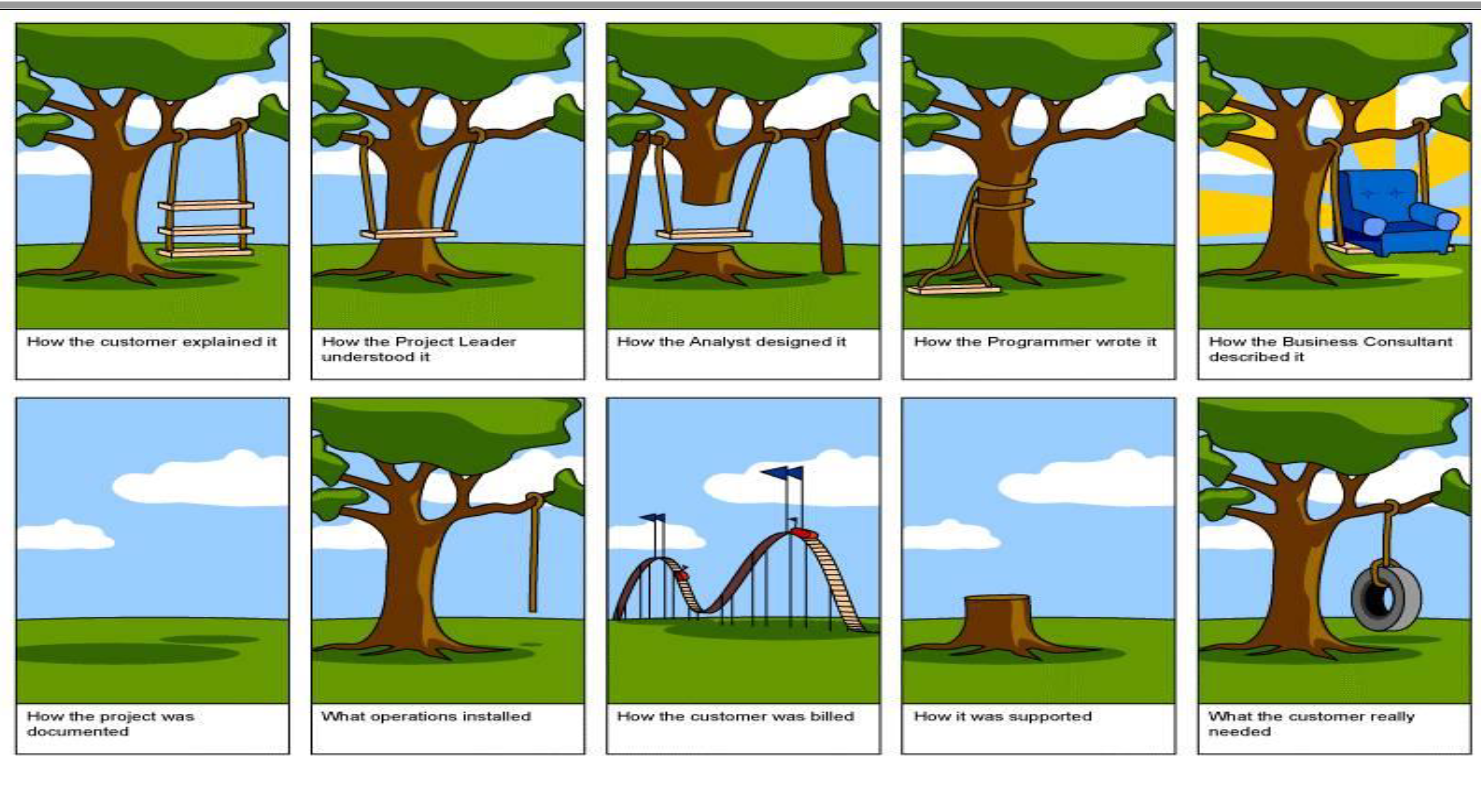 How the customer explained it
How the Project Leader
understood it
How the Analyst designed it
How the Programmer wrote it
How the Business Consultant
described it
How the project was
documented
What operations installed
How the customer was billed
How it was supported
What the customer really
needed